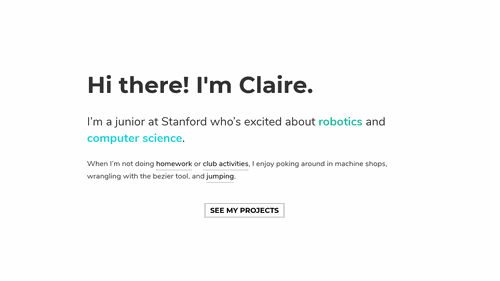 Hi there! I'm Claire.
I'm a junior at Stanford who's excited about robotics and
computer science.
When I'm not doing homework or club activities, I enjoy poking around in machine shops,
wrangling with the bezier tool, and jumping.
SEE MY PROJECTS